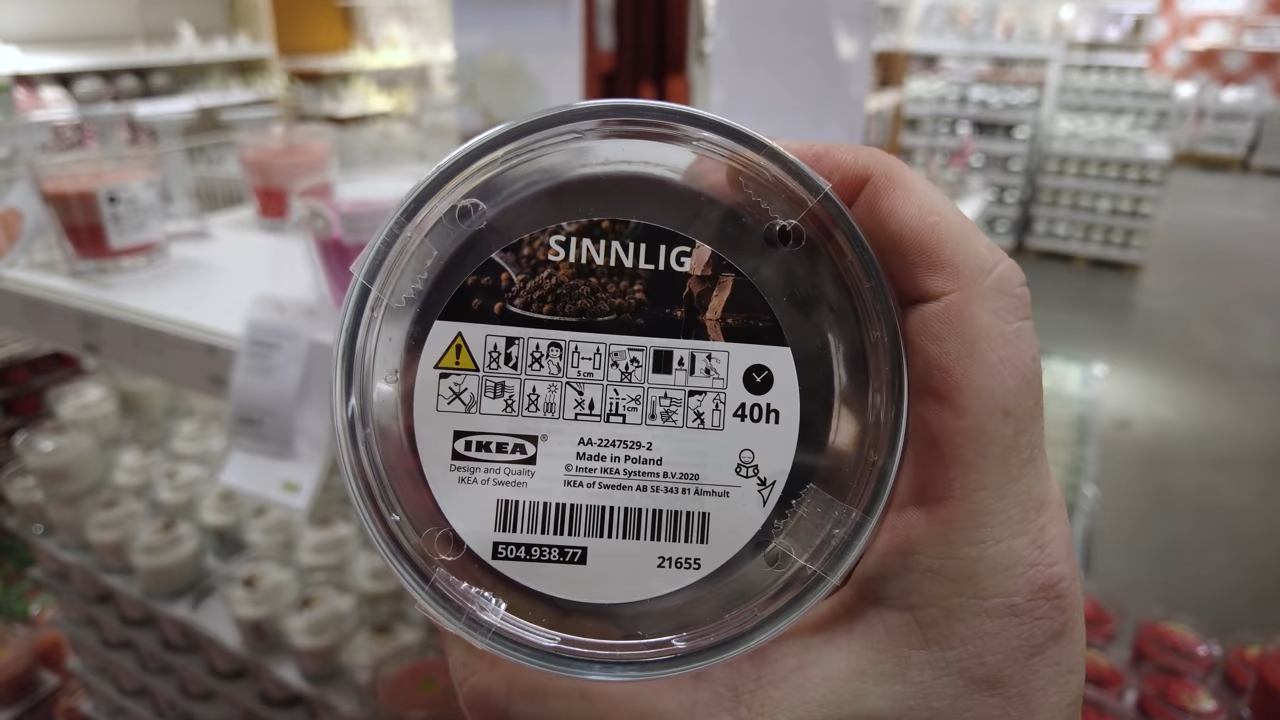 SINNLIG
5 cm
1cm
40h
IKEA®
Design and Quality
IKEA of Sweden
AA-2247529-2
Made in Poland
© Inter IKEA Systems B.V.2020
IKEA of Sweden AB SE-343 81 Älmhult
504.938.77
21655